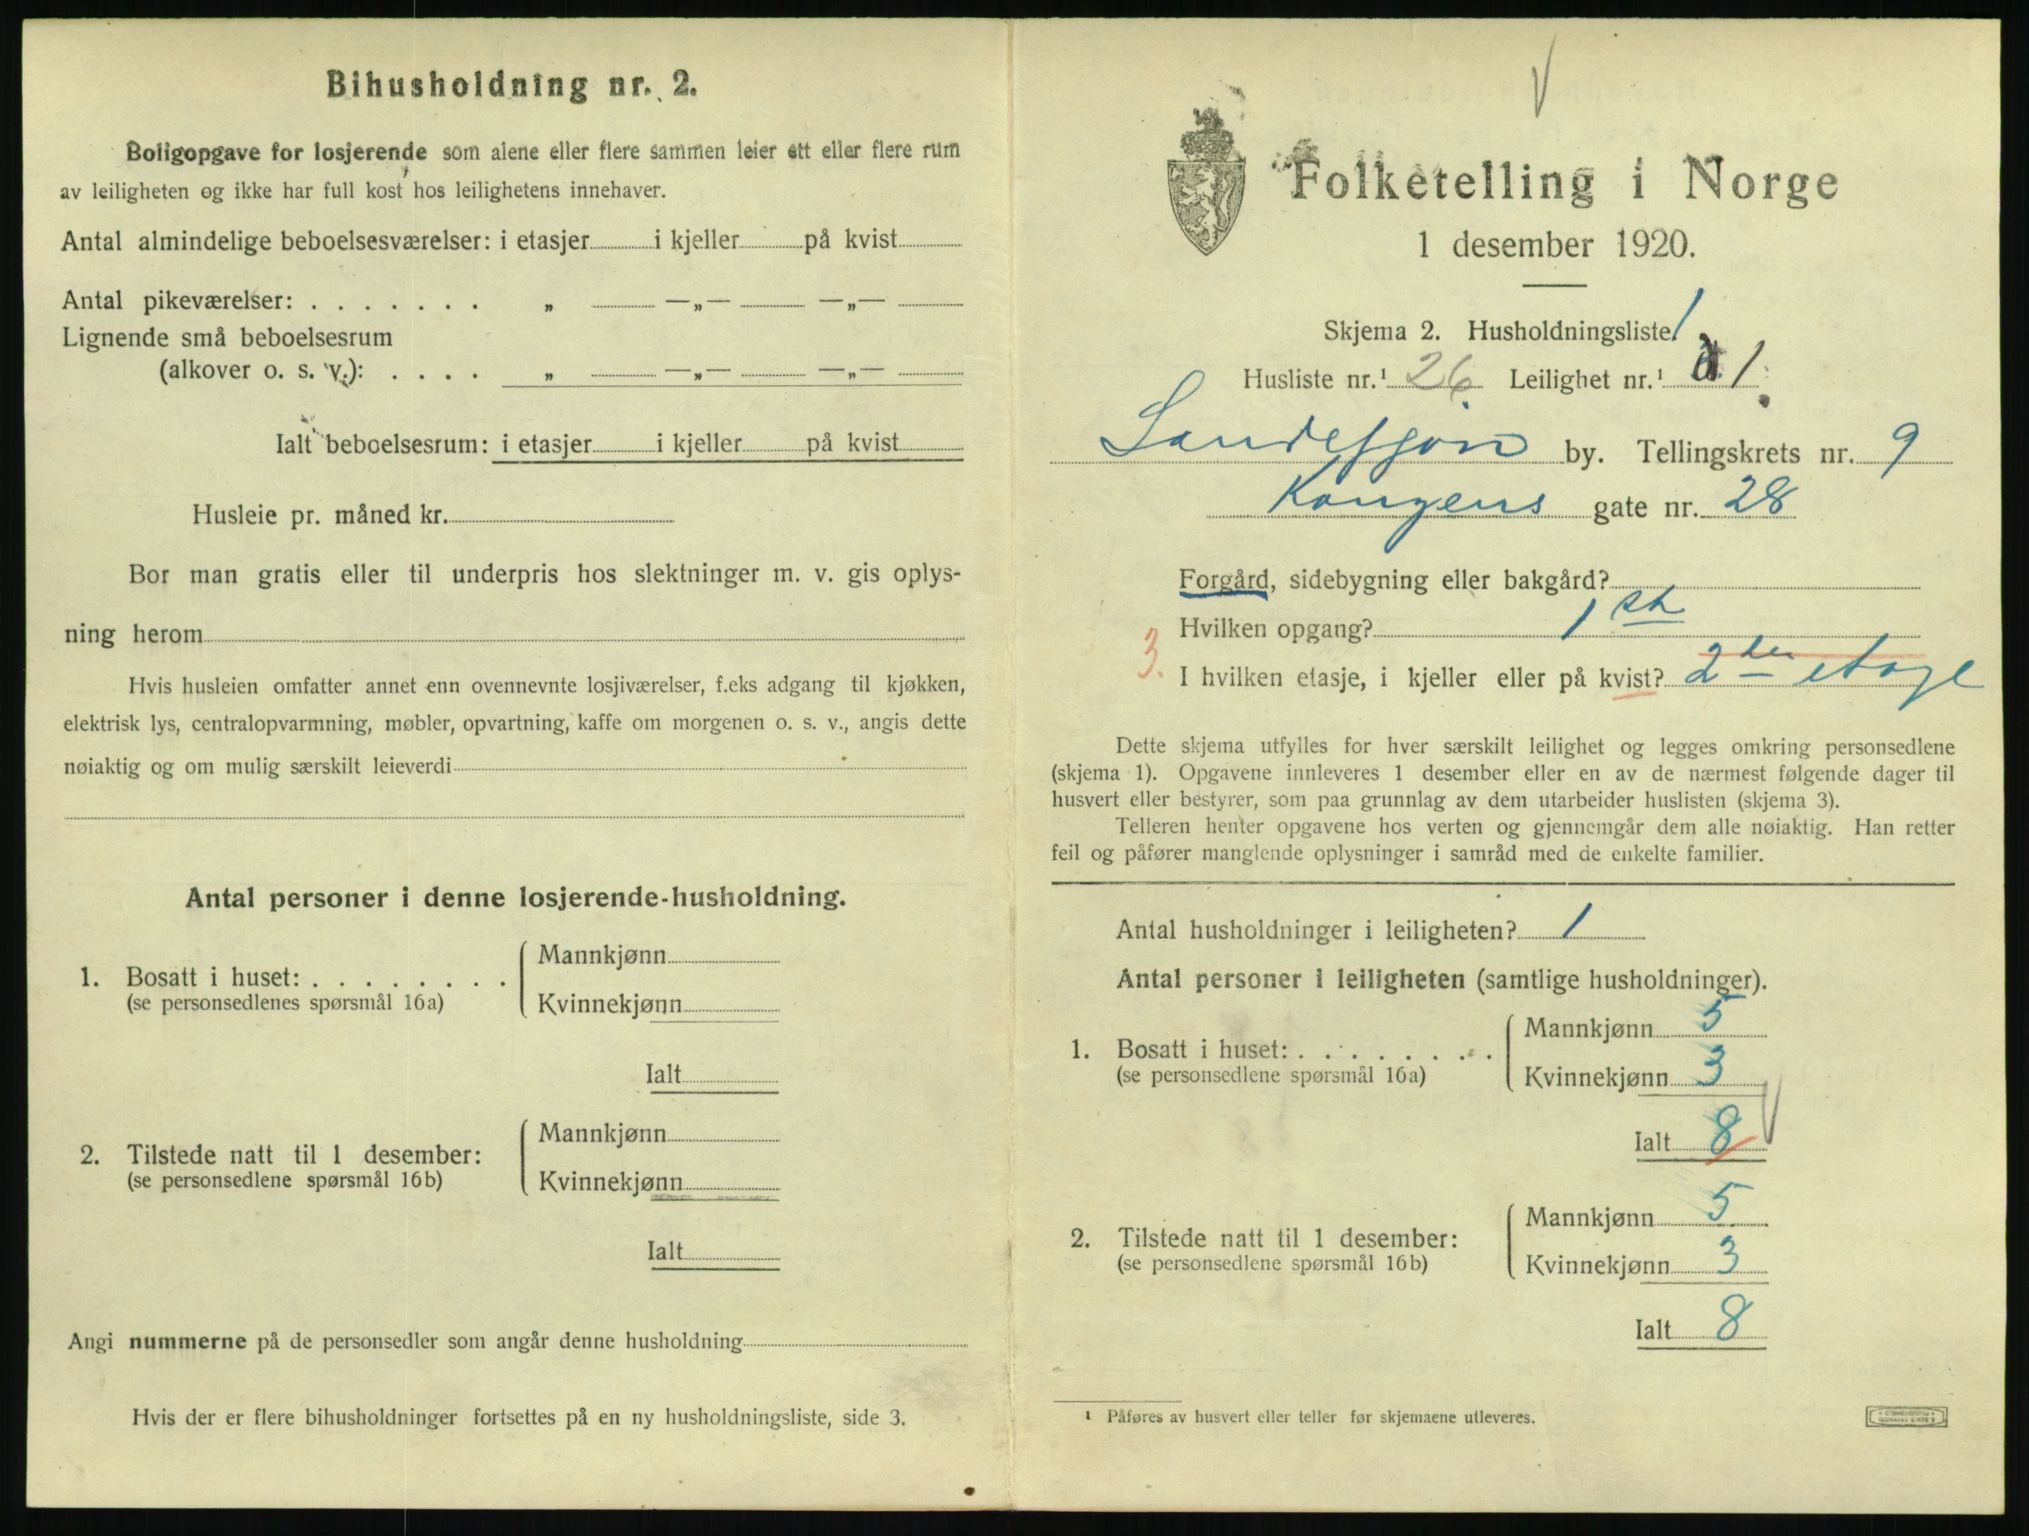 Bihusholdning nr. 2.
Boligopgave for losjerende som alene eller flere sammen leier ett eller flere rum
av leiligheten og ikke har full kost hos leilighetens innehaver.
Antal almindelige beboelsesværelser: i etasjer i kjeller på kvist
Antal pikeværelser: . . . . . . . „ —„— —„—
Lignende små beboelsesrum
(alkover o. s. v.): . . . . „ —„— —„—
Ialt beboelsesrum: i etasjer i kjeller på kvist
Husleie pr. måned kr.
Bor man gratis eller til underpris hos slektninger m. v. gis oplys-
ning herom
Hvis husleien omfatter annet enn ovennevnte losjiværelser, f.eks adgang til kjøkken,
elektrisk lys, centralopvarmning, møbler, opvartning, kaffe om morgenen o. s. v., angis dette
nøiaktig og om mulig særskilt leieverdi
Antal personer i denne losjerende-husholdning.
Mannkjønn
1. Bosatt i huset: . . . . . . . .
(se personsedlenes spørsmål 16a)
Kvinnekjønn
Ialt
Mannkjønn
2. Tilstede natt til 1 desember:
(se personsedlene spørsmål 16b)
Kvinnekjønn
Ialt
Angi nummerne på de personsedler som angår denne husholdning
Hvis der er flere bihusholdninger fortsettes på en ny husholdningsliste, side 3.
Folketelling i Norge
1 desember 1920.
Skjema 2. Husholdningsliste 1
Husliste nr.¹ 26 Leilighet nr.¹ 1
Sandefjord by. Tellingskrets nr. 9
Kongens gate nr. 28
Forgård, sidebygning eller bakgård?
Hvilken opgang? 1 st
3. I hvilken etasje, i kjeller eller på kvist? 2den etage
Dette skjema utfylles for hver særskilt leilighet og legges omkring personsedlene
(skjema 1). Opgavene innleveres 1 desember eller en av de nærmest følgende dager til
husvert eller bestyrer, som paa grunnlag av dem utarbeider huslisten (skjema 3).
Telleren henter opgavene hos verten og gjennemgår dem alle nøiaktig. Han retter
feil og påfører manglende oplysninger i samråd med de enkelte familier.
Antal husholdninger i leiligheten? 1
Antal personer i leiligheten (samtlige husholdninger).
Mannkjønn 5
1. Bosatt i huset: . . . . . . . .
(se personsedlene spørsmål 16a)
Kvinnekjønn 3
Ialt 8
Mannkjønn 5
2. Tilstede natt til 1 desember:
(se personsedlene spørsmål 16b)
Kvinnekjønn 3
Ialt 8
¹ Påføres av husvert eller teller før skjemaene utleveres.